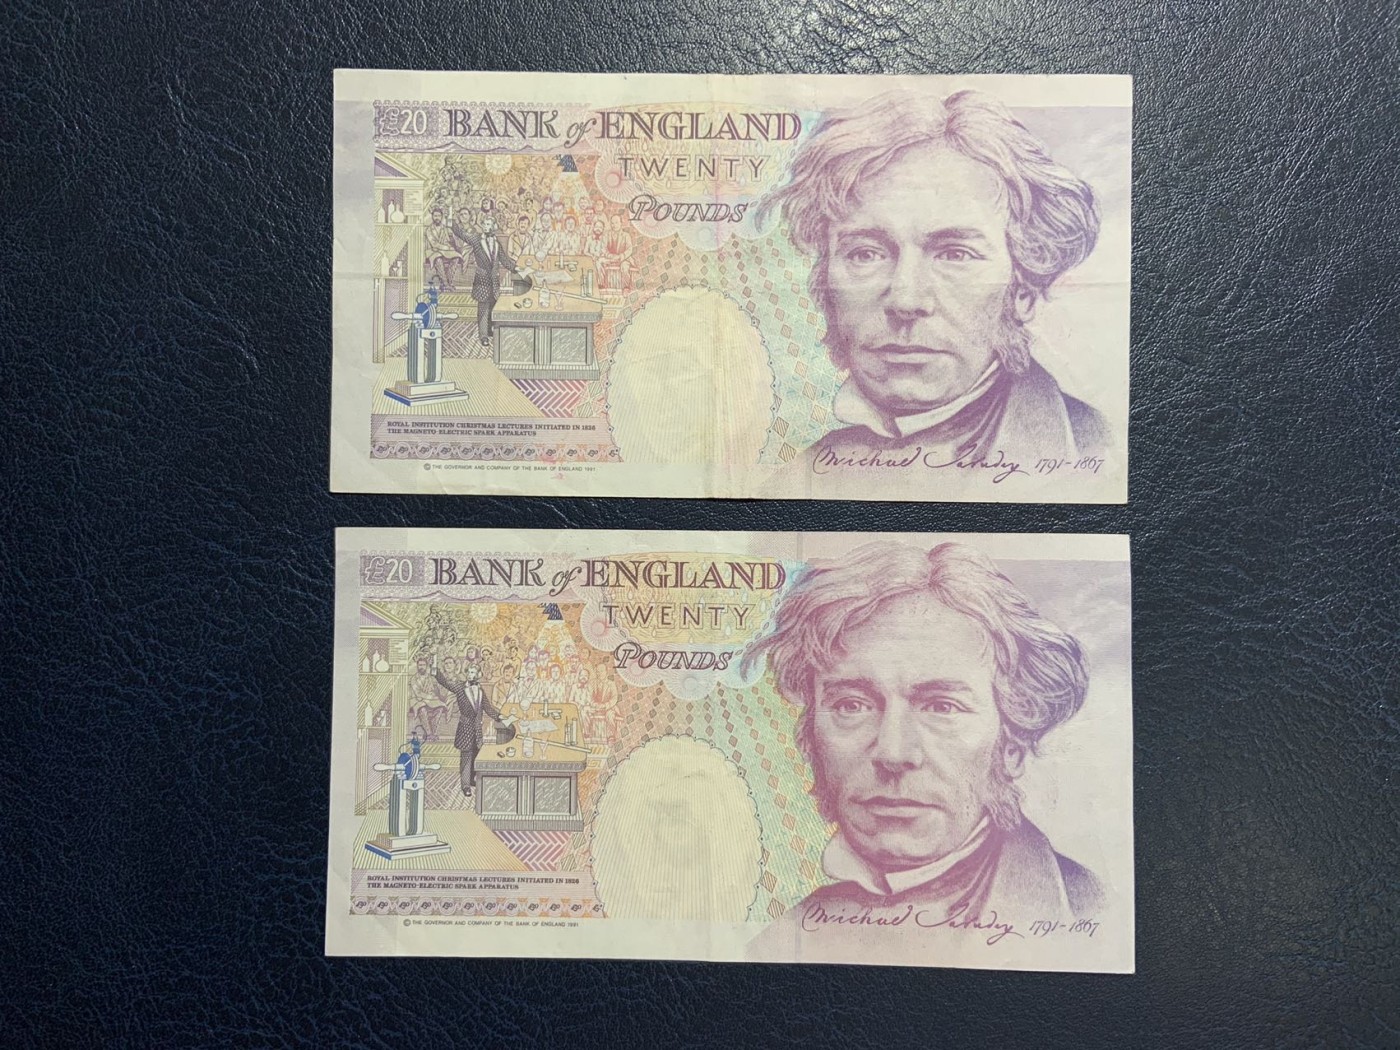 £20 BANK of ENGLAND
TWENTY
POUNDS
ROYAL INSTITUTION CHRISTMAS LECTURES INITIATED IN 1826
THE MAGNETO-ELECTRIC SPARK APPARATUS
© THE GOVERNOR AND COMPANY OF THE BANK OF ENGLAND 1991
Michael Faraday 1791-1867
£20 BANK of ENGLAND
TWENTY
POUNDS
ROYAL INSTITUTION CHRISTMAS LECTURES INITIATED IN 1826
THE MAGNETO-ELECTRIC SPARK APPARATUS
© THE GOVERNOR AND COMPANY OF THE BANK OF ENGLAND 1991
Michael Faraday 1791-1867